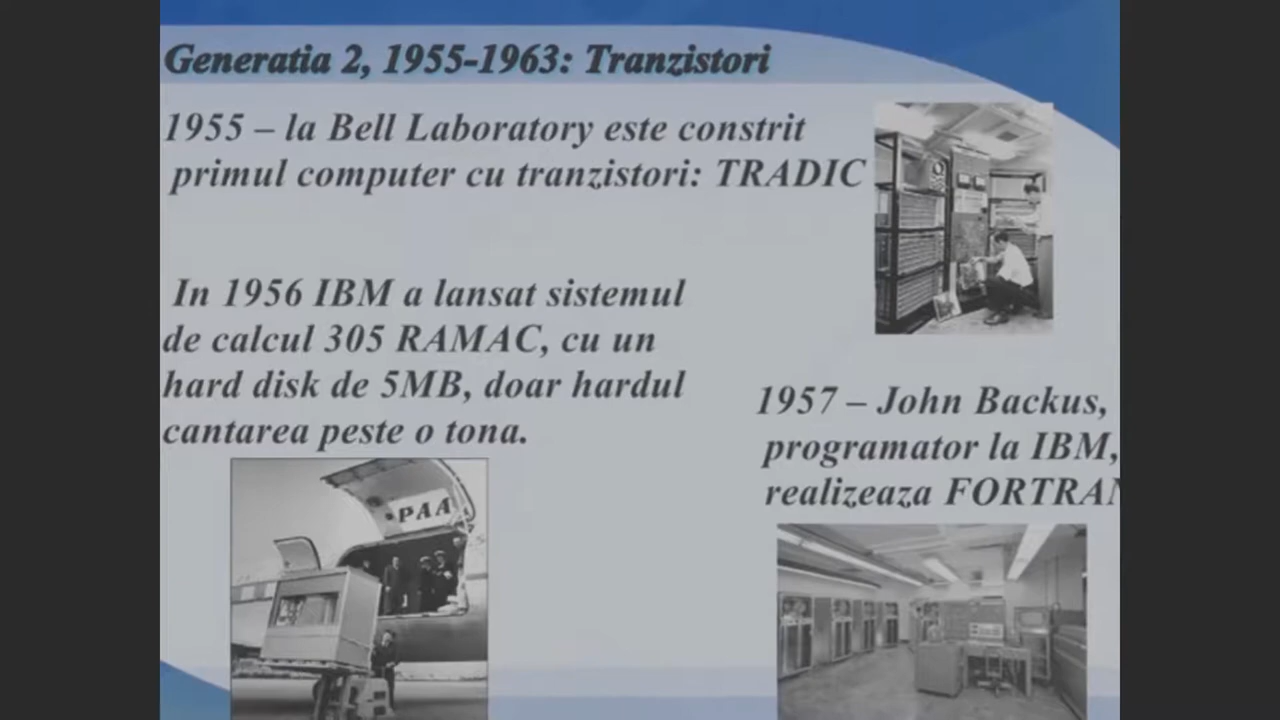 Generatia 2, 1955-1963: Tranzistori
1955 – la Bell Laboratory este constrit
primul computer cu tranzistori: TRADIC
In 1956 IBM a lansat sistemul
de calcul 305 RAMAC, cu un
hard disk de 5MB, doar hardul
cantarea peste o tona.
PAA
1957 – John Backus,
programator la IBM,
realizeaza FORTRAN